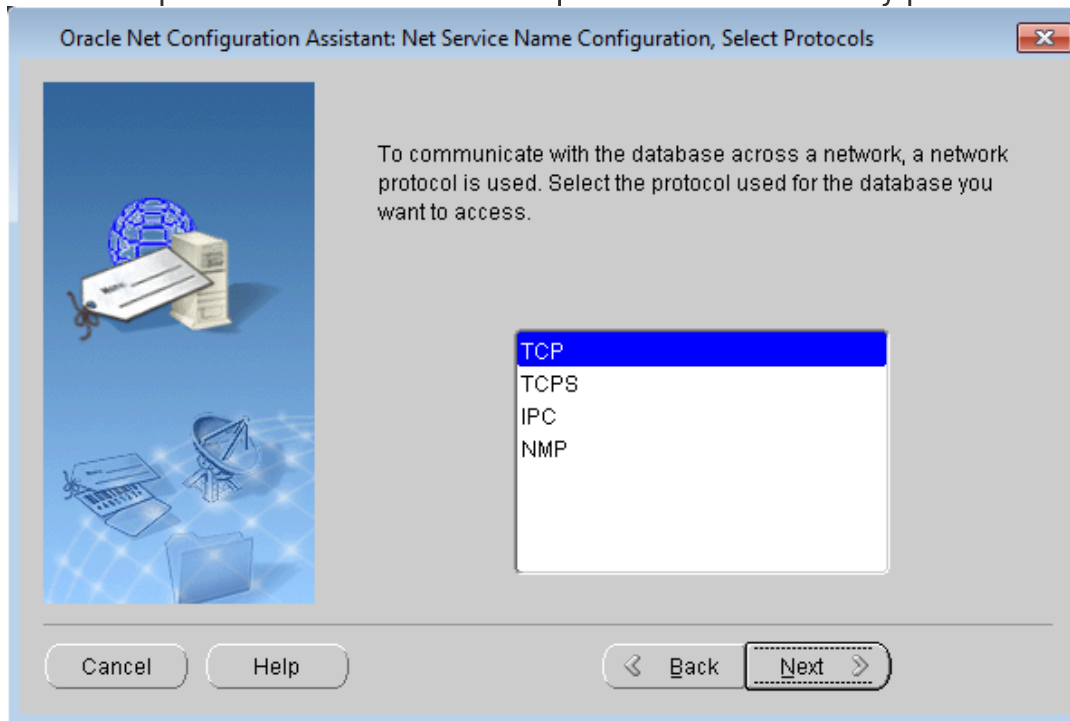 Oracle Net Configuration Assistant: Net Service Name Configuration, Select Protocols
To communicate with the database across a network, a network
protocol is used. Select the protocol used for the database you
want to access.
TCP
TCPS
IPC
NMP
Cancel
Help
Back
Next